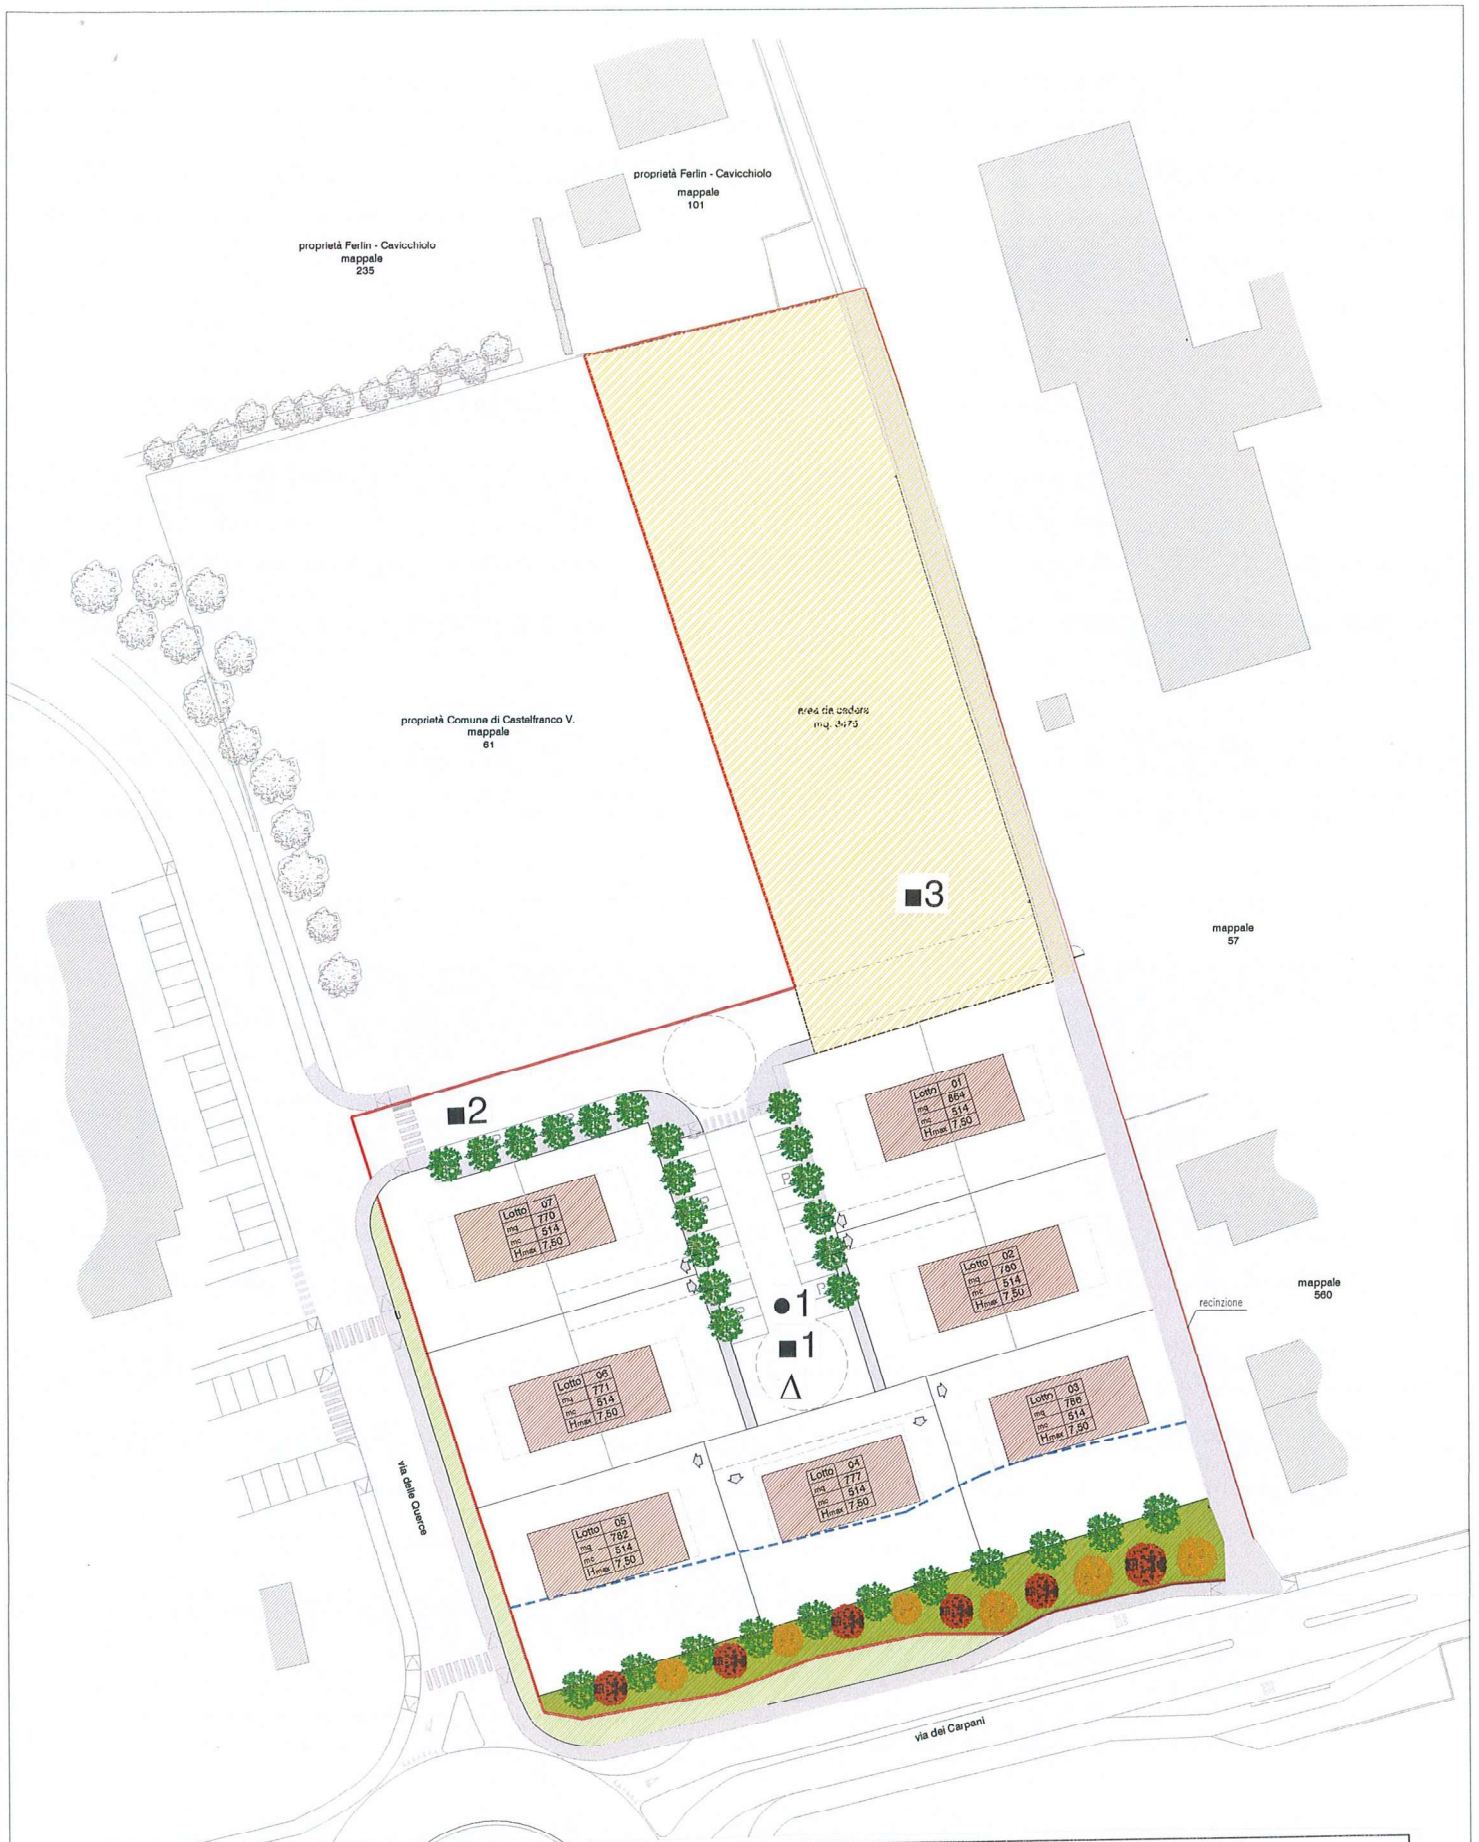 proprietà Ferlin - Cavicchiolo
mappale
101
proprietà Ferlin - Cavicchiolo
mappale
235
area da cedere
mq.
proprietà Comune di Castelfranco V.
mappale
61
3
mappale
57
2
Lotto 01
mq 864
mc 514
Hmax 7,50
Lotto 07
mq 770
mc 514
Hmax 7,50
P
P
P
P
Lotto 02
mq 780
mc 514
Hmax 7,50
mappale
560
recinzione
1
1
Δ
Lotto 06
mq 771
mc 514
Hmax 7,50
Lotto 03
mq 786
mc 514
Hmax 7,50
Lotto 04
mq 777
mc 514
Hmax 7,50
via delle Querce
Lotto 05
mq 782
mc 514
Hmax 7,50
via dei Carpani